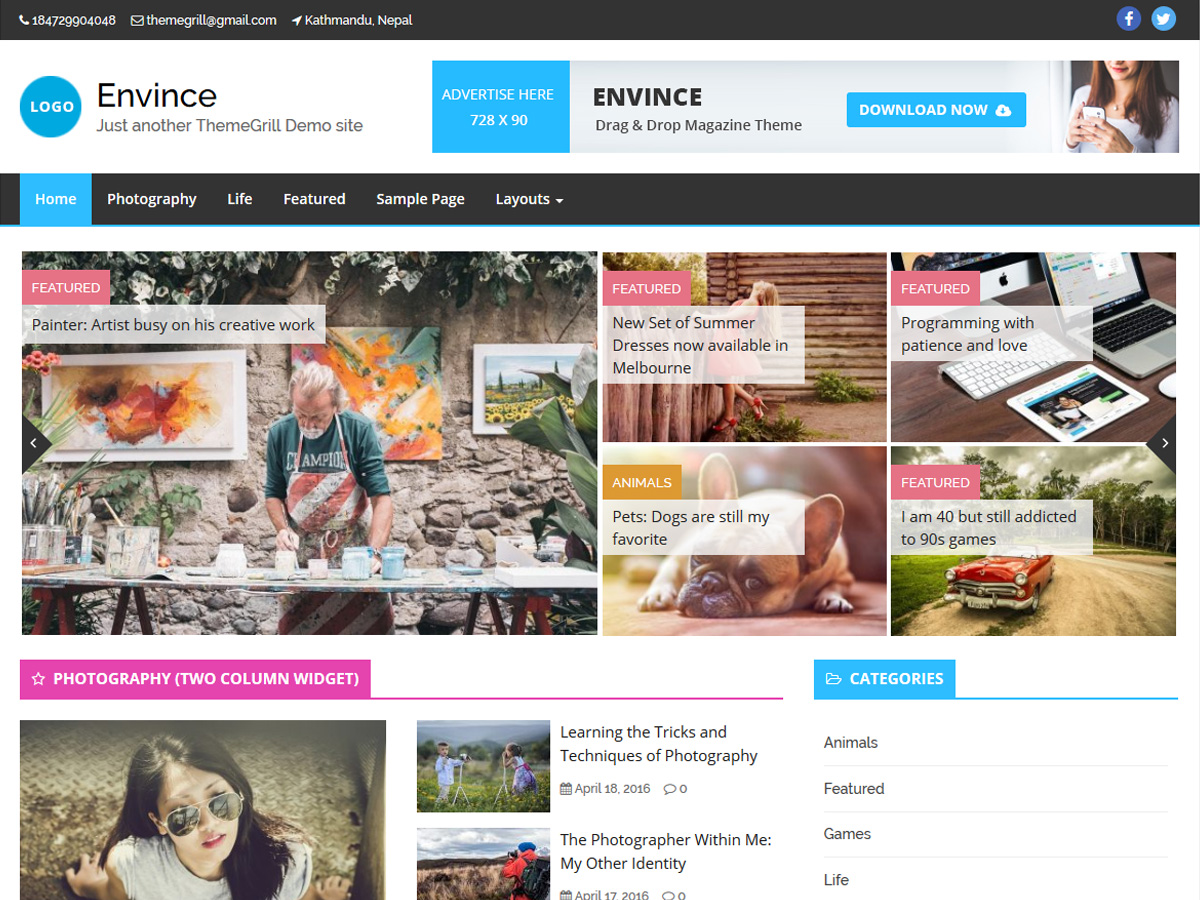 184729904048 themegrill@gmail.com Kathmandu, Nepal
LOGO
Envince
Just another ThemeGrill Demo site
ADVERTISE HERE
728 X 90
ENVINCE
Drag & Drop Magazine Theme
DOWNLOAD NOW
Home Photography Life Featured Sample Page Layouts
FEATURED
Painter: Artist busy on his creative work
CHAMPION
FEATURED
New Set of Summer
Dresses now available in
Melbourne
FEATURED
Programming with
patience and love
ANIMALS
Pets: Dogs are still my
favorite
FEATURED
I am 40 but still addicted
to 90s games
PHOTOGRAPHY (TWO COLUMN WIDGET)
Learning the Tricks and
Techniques of Photography
April 18, 2016 0
The Photographer Within Me:
My Other Identity
April 17, 2016 0
CATEGORIES
Animals
Featured
Games
Life